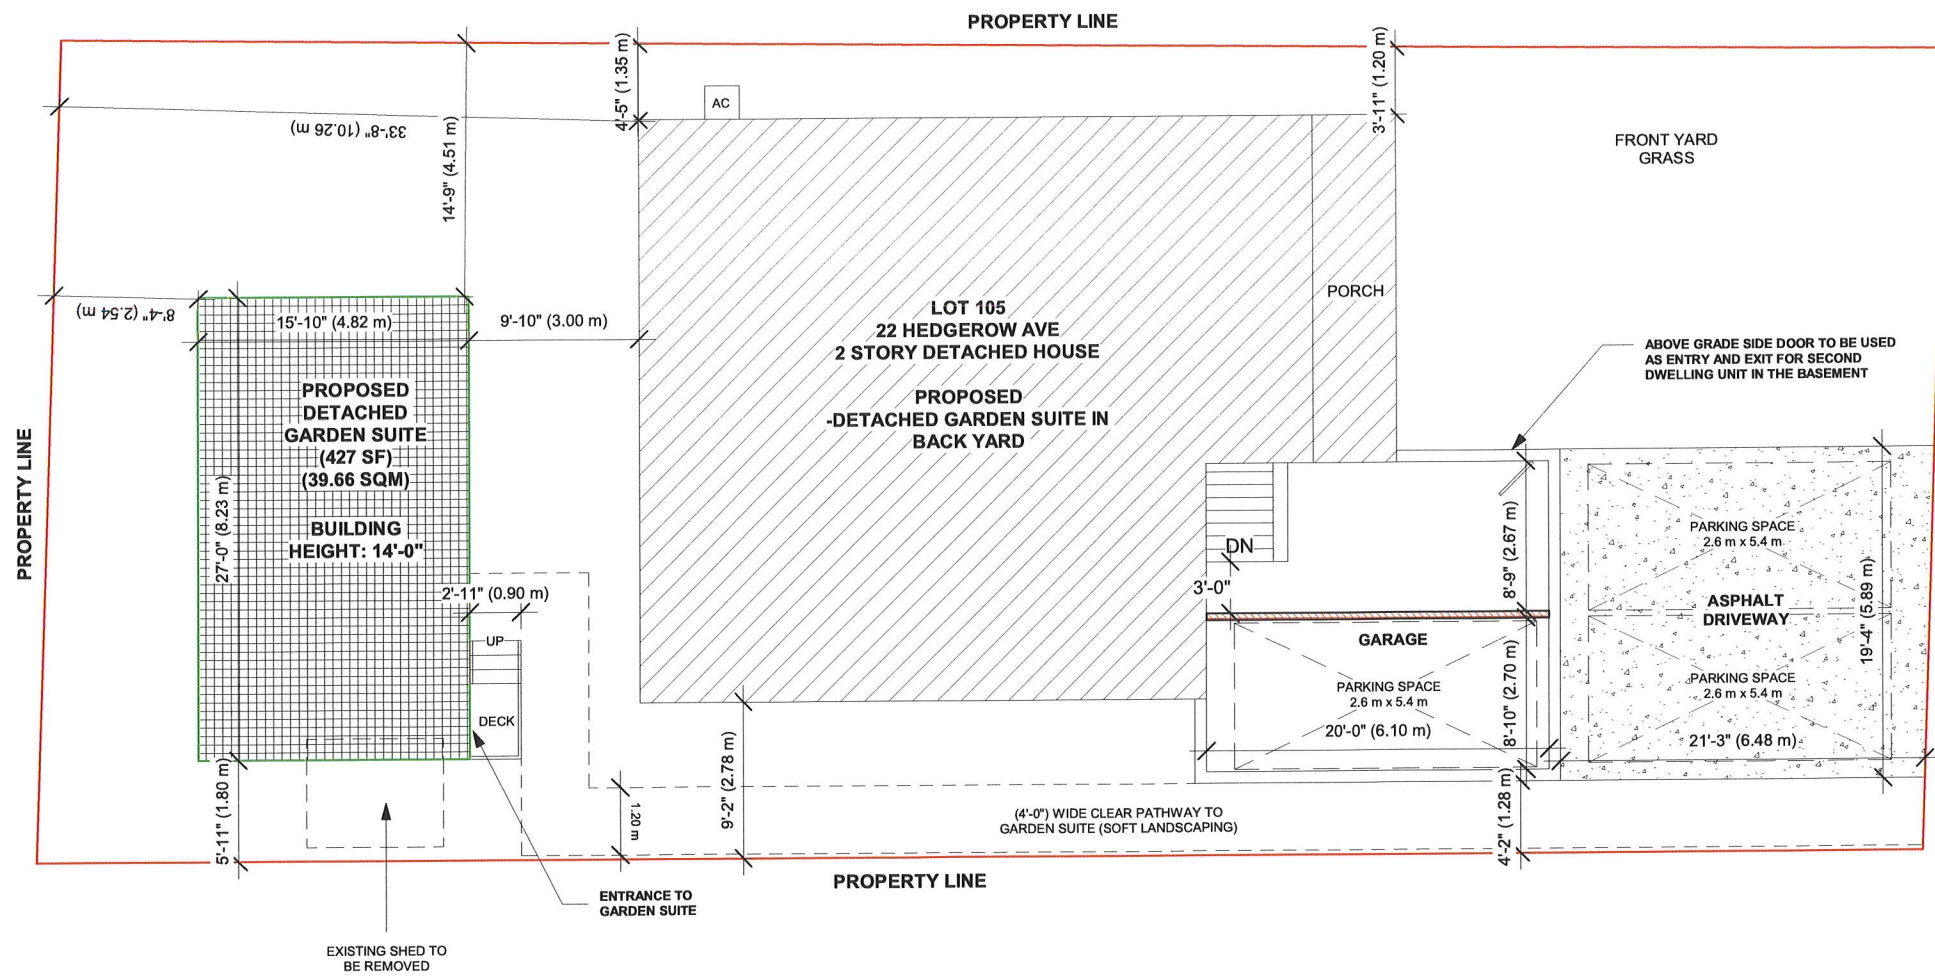 PROPERTY LINE
4'-5" (1.35 m)
3'-11" (1.20 m)
AC
33'-8" (10.26 m)
14'-9" (4.51 m)
FRONT YARD
GRASS
8'-4" (2.54 m)
15'-10" (4.82 m)
9'-10" (3.00 m)
PORCH
LOT 105
22 HEDGEROW AVE
2 STORY DETACHED HOUSE
PROPOSED
-DETACHED GARDEN SUITE IN
BACK YARD
ABOVE GRADE SIDE DOOR TO BE USED
AS ENTRY AND EXIT FOR SECOND
DWELLING UNIT IN THE BASEMENT
PROPOSED
DETACHED
GARDEN SUITE
(427 SF)
(39.66 SQM)
BUILDING
HEIGHT: 14'-0"
27'-0" (8.23 m)
PROPERTY LINE
2'-11" (0.90 m)
UP
DECK
DN
3'-0"
8'-9" (2.67 m)
PARKING SPACE
2.6 m x 5.4 m
ASPHALT
DRIVEWAY
19'-4" (5.89 m)
GARAGE
PARKING SPACE
2.6 m x 5.4 m
20'-0" (6.10 m)
8'-10" (2.70 m)
PARKING SPACE
2.6 m x 5.4 m
21'-3" (6.48 m)
5'-11" (1.80 m)
1.20 m
9'-2" (2.78 m)
(4'-0") WIDE CLEAR PATHWAY TO
GARDEN SUITE (SOFT LANDSCAPING)
4'-2" (1.28 m)
PROPERTY LINE
ENTRANCE TO
GARDEN SUITE
EXISTING SHED TO
BE REMOVED